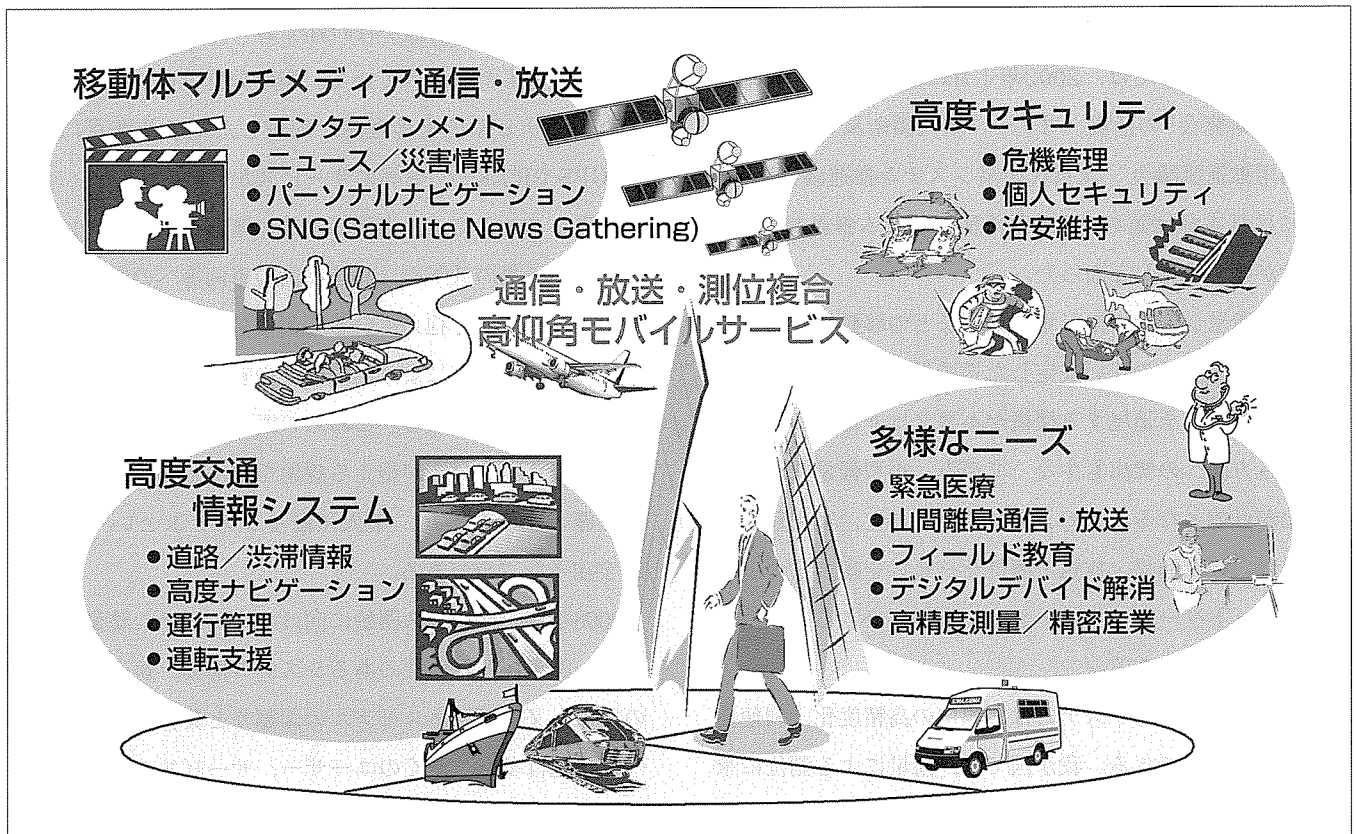 移動体マルチメディア通信・放送
●エンタテインメント
●ニュース／災害情報
●パーソナルナビゲーション
●SNG(Satellite News Gathering)
高度セキュリティ
●危機管理
●個人セキュリティ
●治安維持
通信・放送・測位複合
高仰角モバイルサービス
高度交通
情報システム
●道路／渋滞情報
●高度ナビゲーション
●運行管理
●運転支援
多様なニーズ
●緊急医療
●山間離島通信・放送
●フィールド教育
●デジタルデバイド解消
●高精度測量／精密産業
AMBULANCE